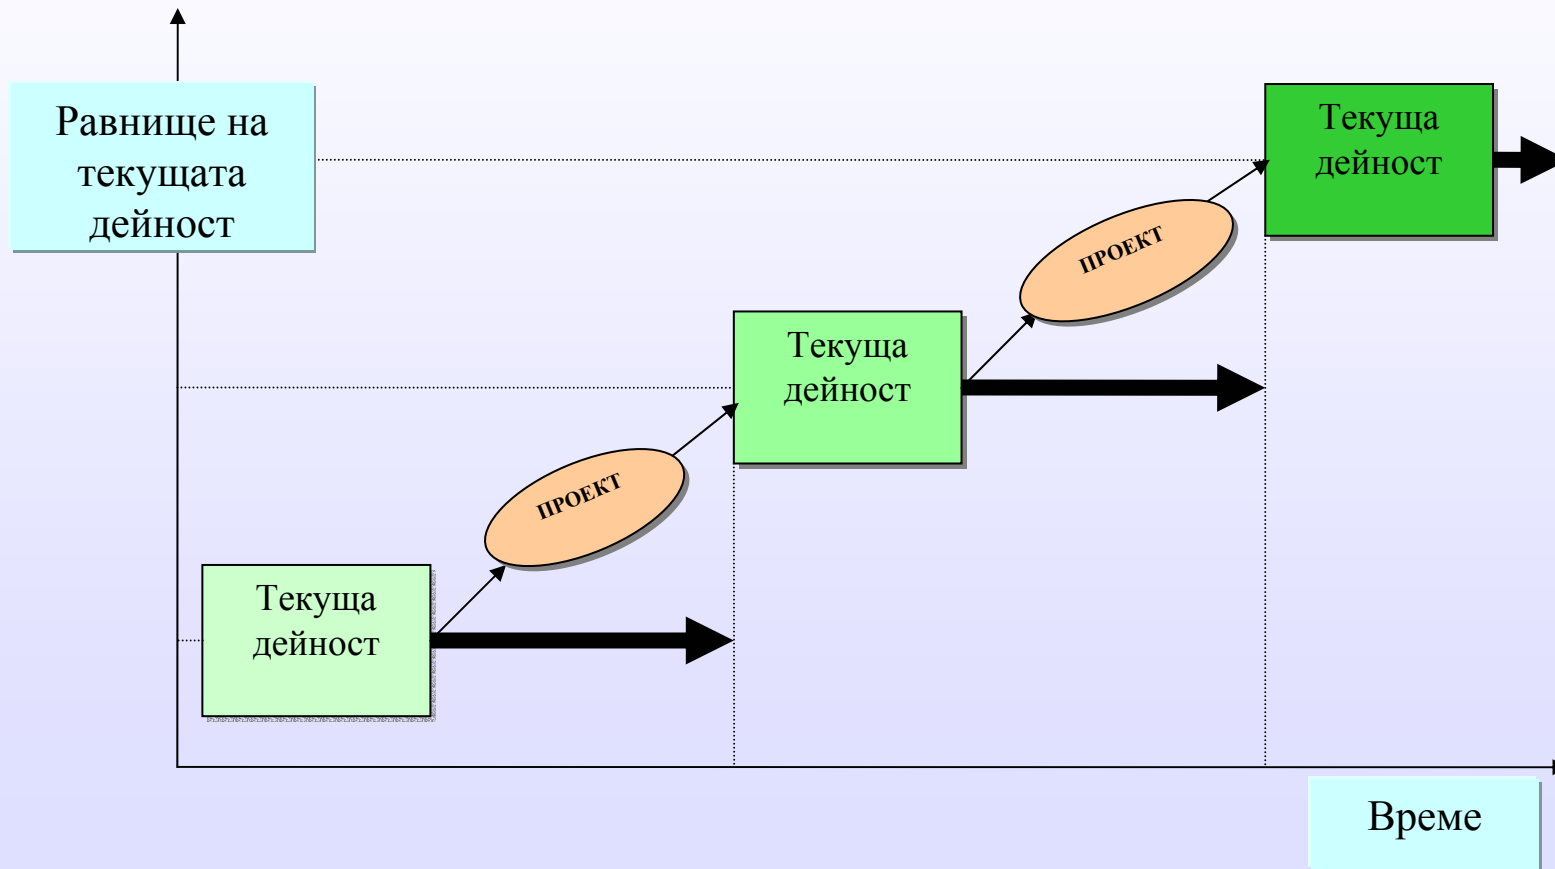 Равнище на
текущата
дейност
Текуща
дейност
ПРОЕКТ
Текуща
дейност
ПРОЕКТ
Текуща
дейност
Време